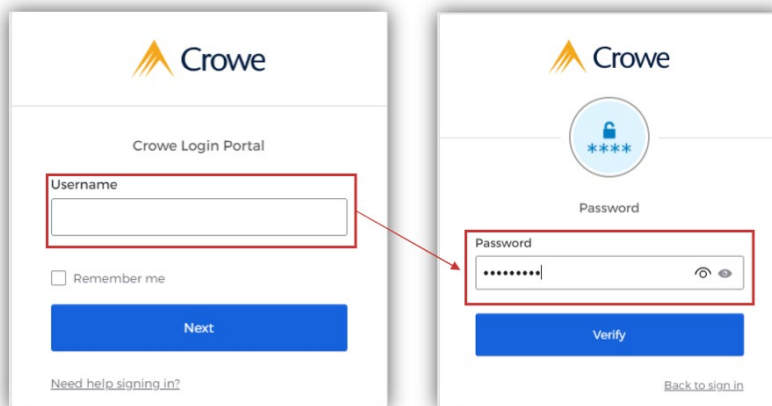 Crowe
Crowe Login Portal
Username
Remember me
Next
Need help signing in?
Crowe
****
Password
Password
•••••••••
Verify
Back to sign in